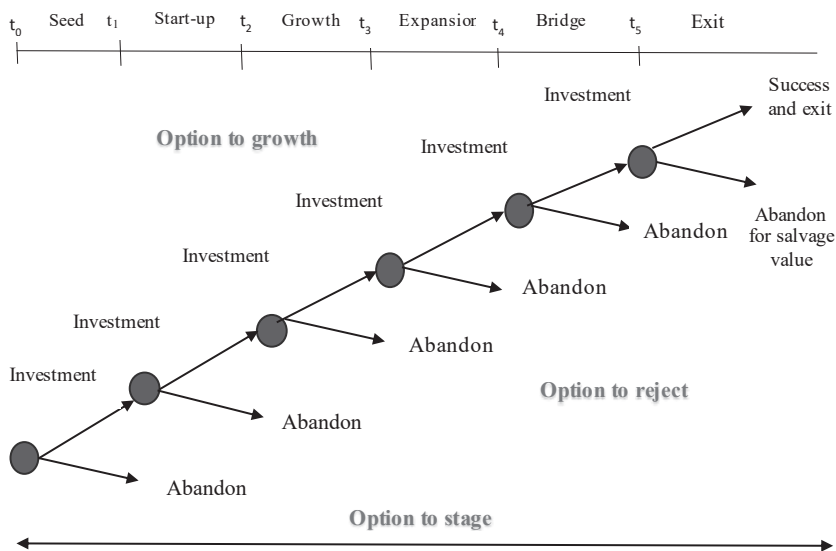 t0 Seed t1 Start-up t2 Growth t3 Expansior t4 Bridge t5 Exit
Success
and exit
Investment
Option to growth
Investment
Investment
Abandon
for salvage
value
Abandon
Investment
Abandon
Investment
Abandon
Investment
Option to reject
Abandon
Abandon
Option to stage